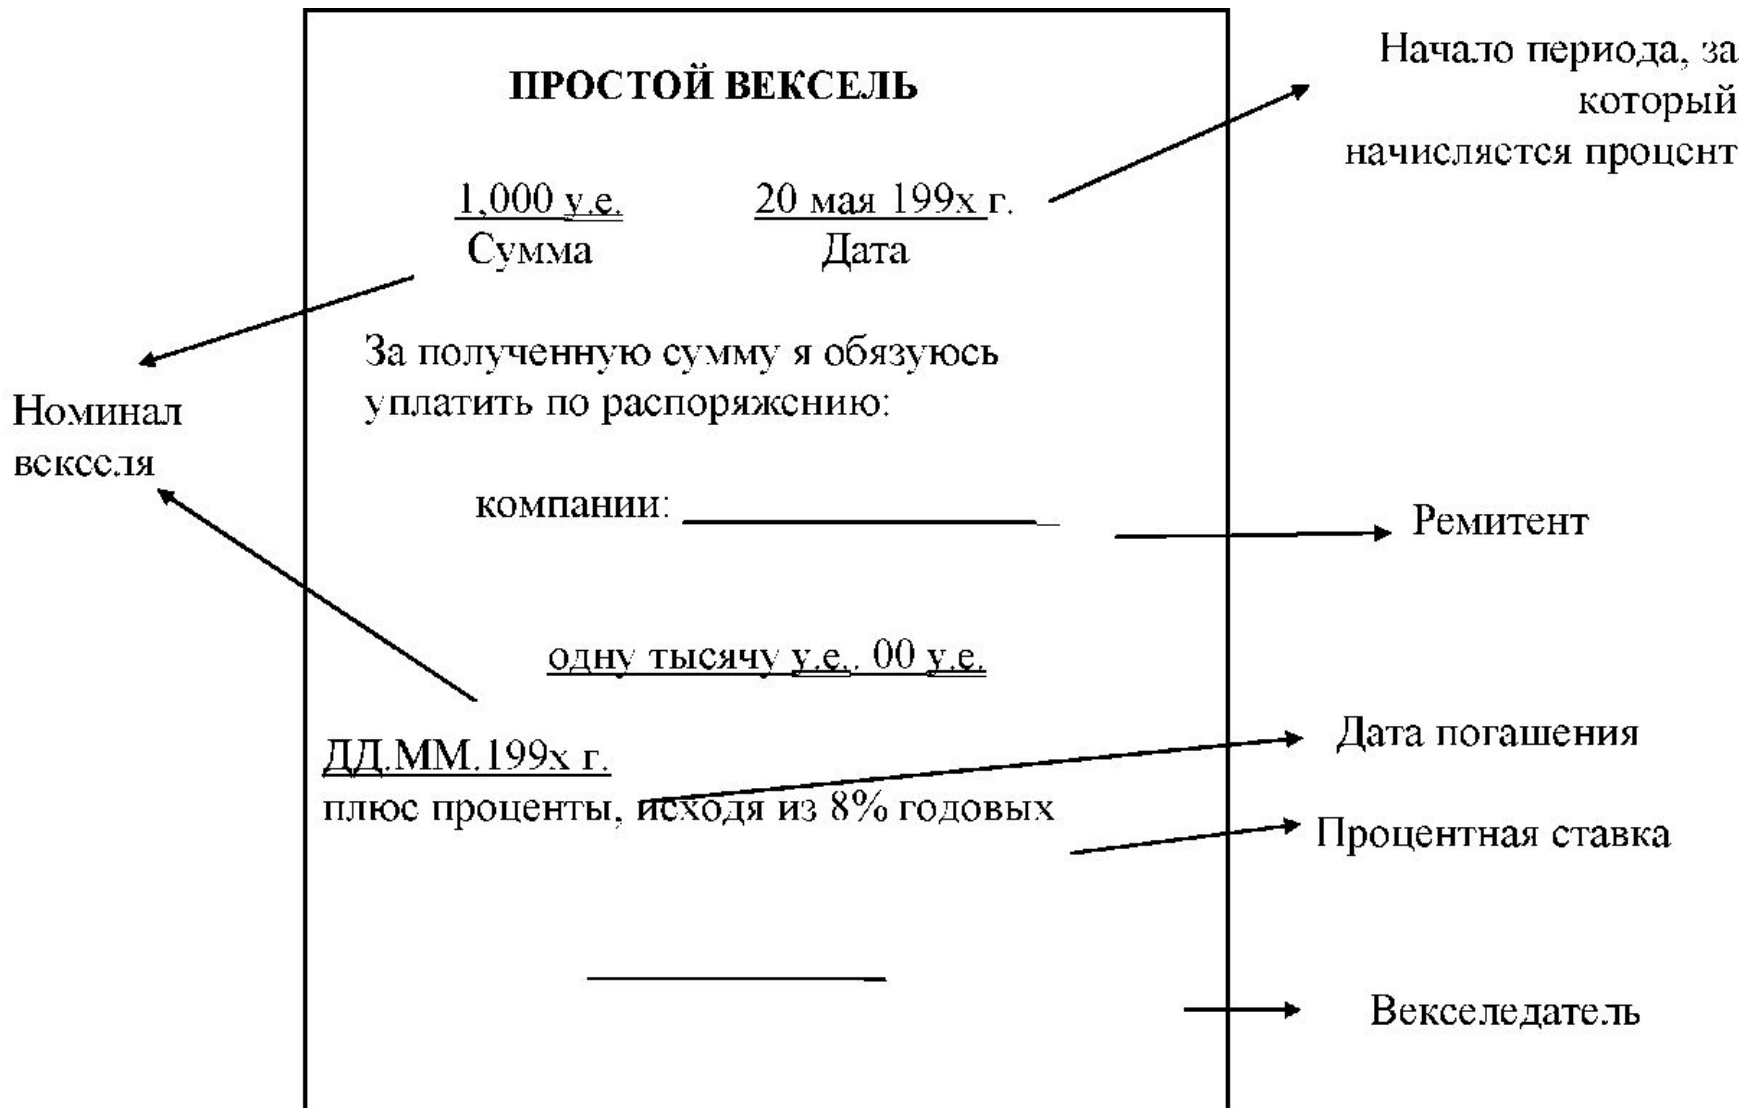 ПРОСТОЙ ВЕКСЕЛЬ
Начало периода, за
который
начисляется процент
1,000 у.е. 20 мая 199x г.
Сумма Дата
За полученную сумму я обязуюсь
уплатить по распоряжению:
Номинал
векселя
компании:
Ремитент
одну тысячу у.е.. 00 у.е.
ДД.ММ.199x г.
плюс проценты, исходя из 8% годовых
Дата погашения
Процентная ставка
Векселедатель